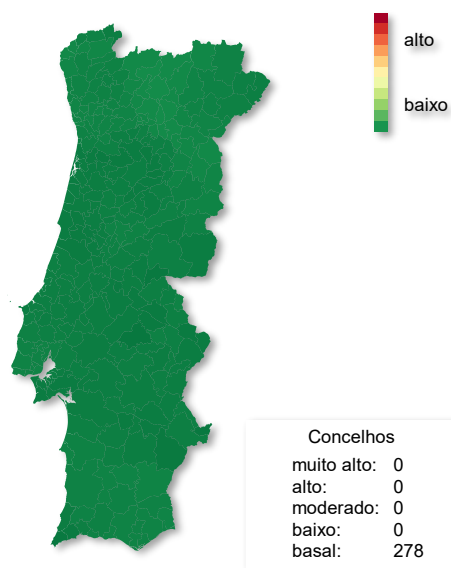 alto
baixo
Concelhos
muito alto: 0
alto: 0
moderado: 0
baixo: 0
basal: 278